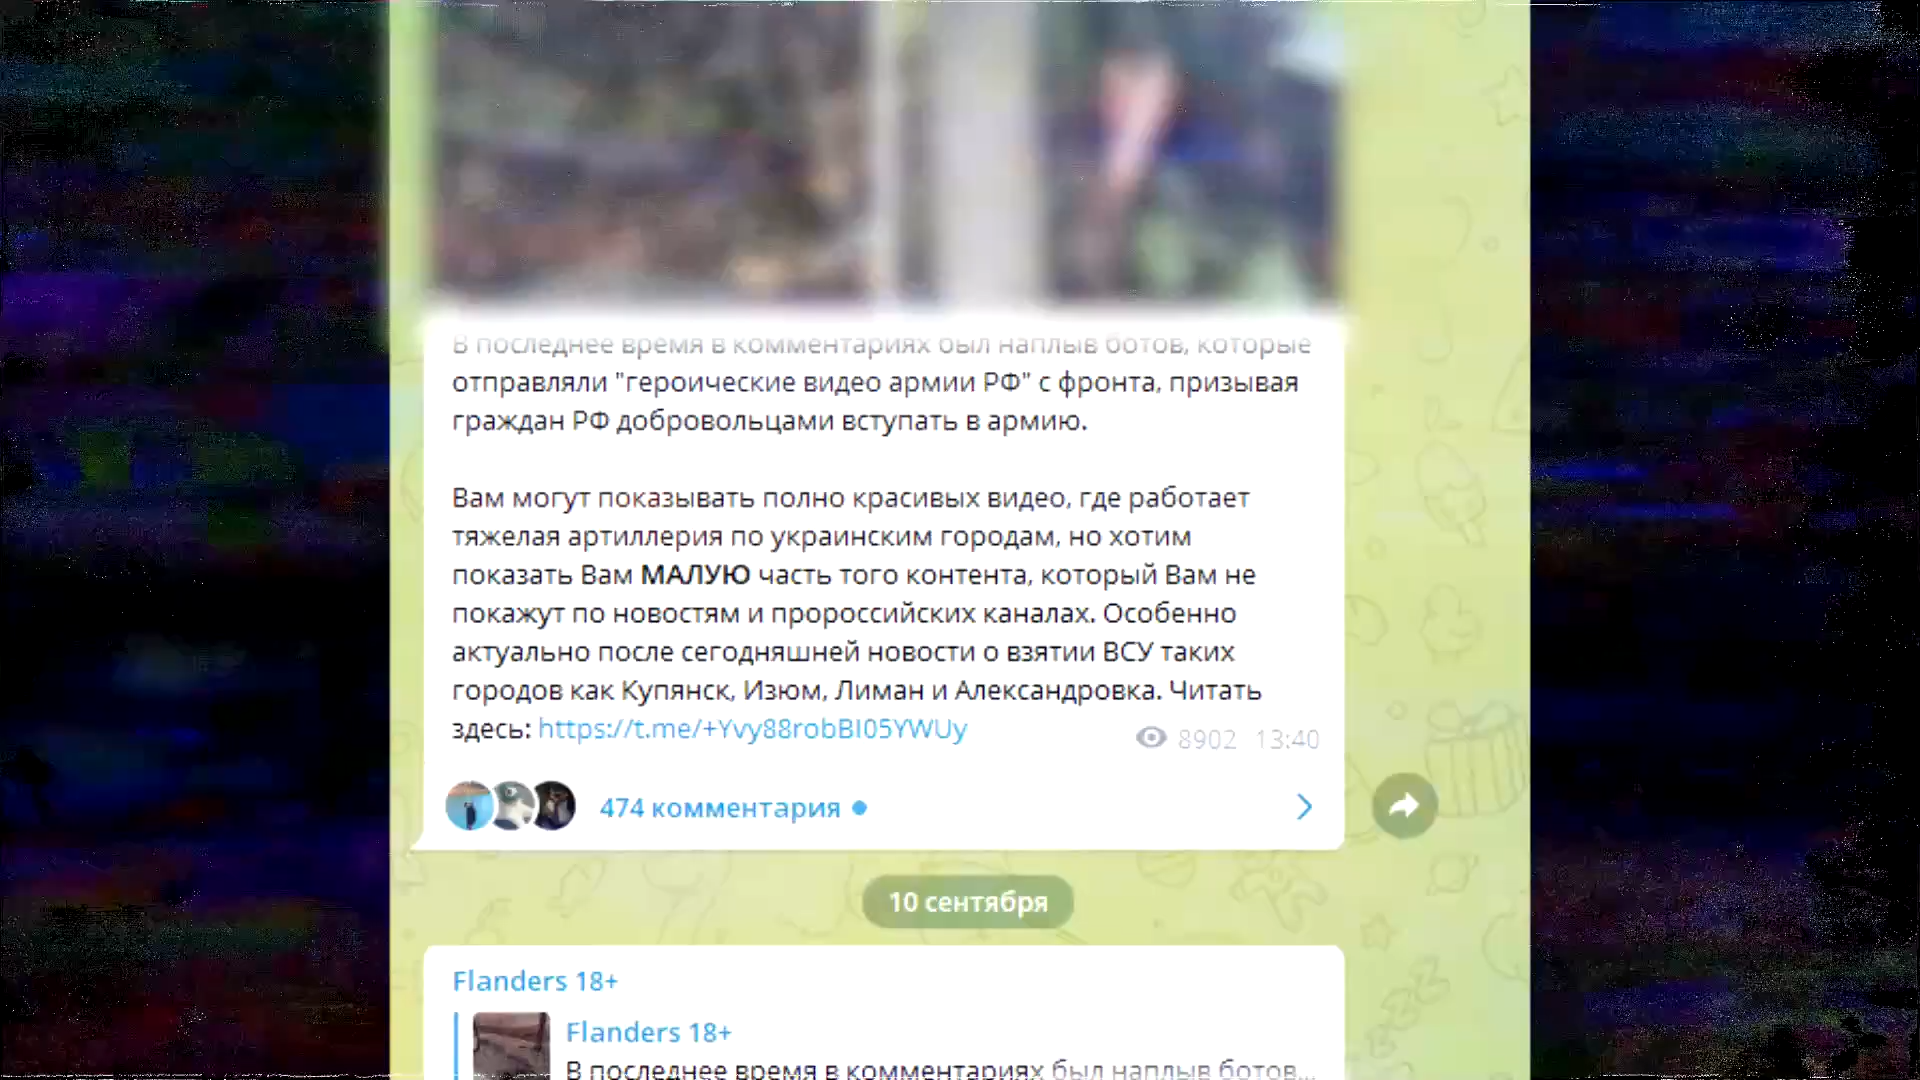 В последнее время в комментариях был наплыв ботов, которые
отправляли "героические видео армии РФ" с фронта, призывая
граждан РФ добровольцами вступать в армию.
Вам могут показывать полно красивых видео, где работает
тяжелая артиллерия по украинским городам, но хотим
показать Вам МАЛУЮ часть того контента, который Вам не
покажут по новостям и пророссийских каналах. Особенно
актуально после сегодняшней новости о взятии ВСУ таких
городов как Купянск, Изюм, Лиман и Александровка. Читать
здесь: https://t.me/+Yvy88robBI05YWUy
8902 13:40
474 комментария
10 сентября
Flanders 18+
Flanders 18+
В последнее время в комментариях был наплыв ботов...